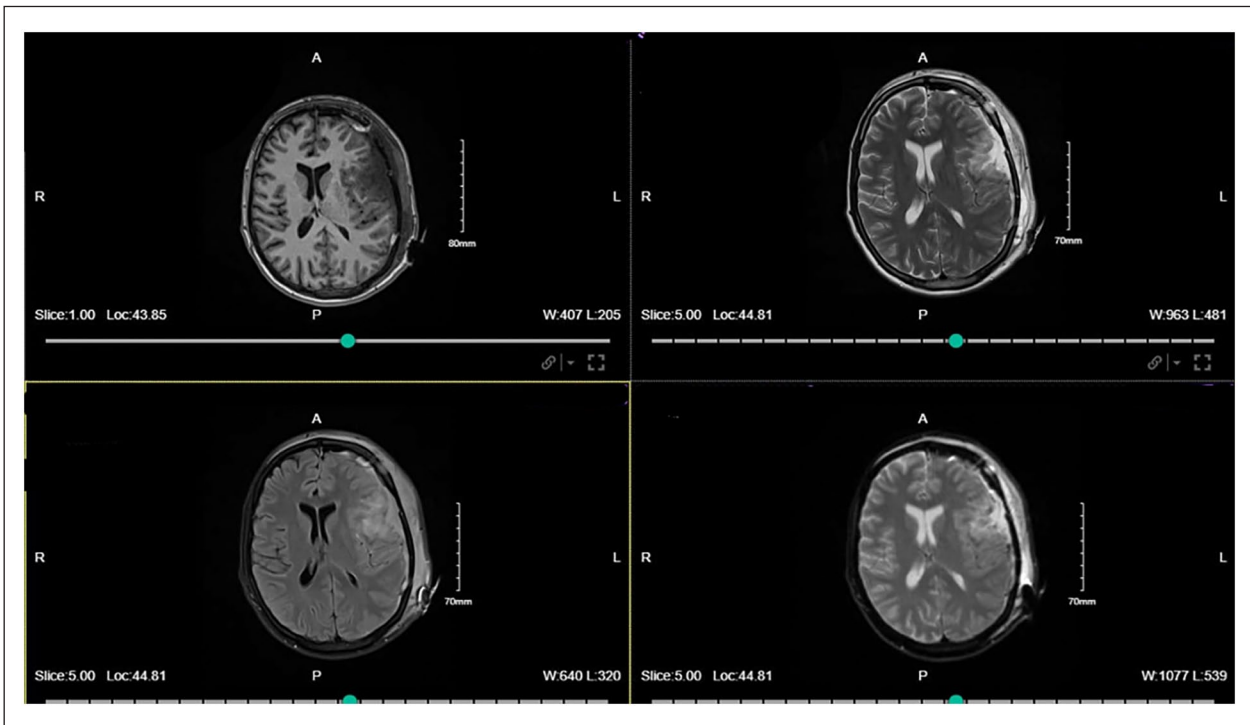 A
R
L
80mm
Slice:1.00 Loc:43.85
P
W:407 L:205
A
R
L
70mm
Slice:5.00 Loc:44.81
P
W:963 L:481
A
R
L
70mm
Slice:5.00 Loc:44.81
P
W:640 L:320
A
R
L
70mm
Slice:5.00 Loc:44.81
P
W:1077 L:539